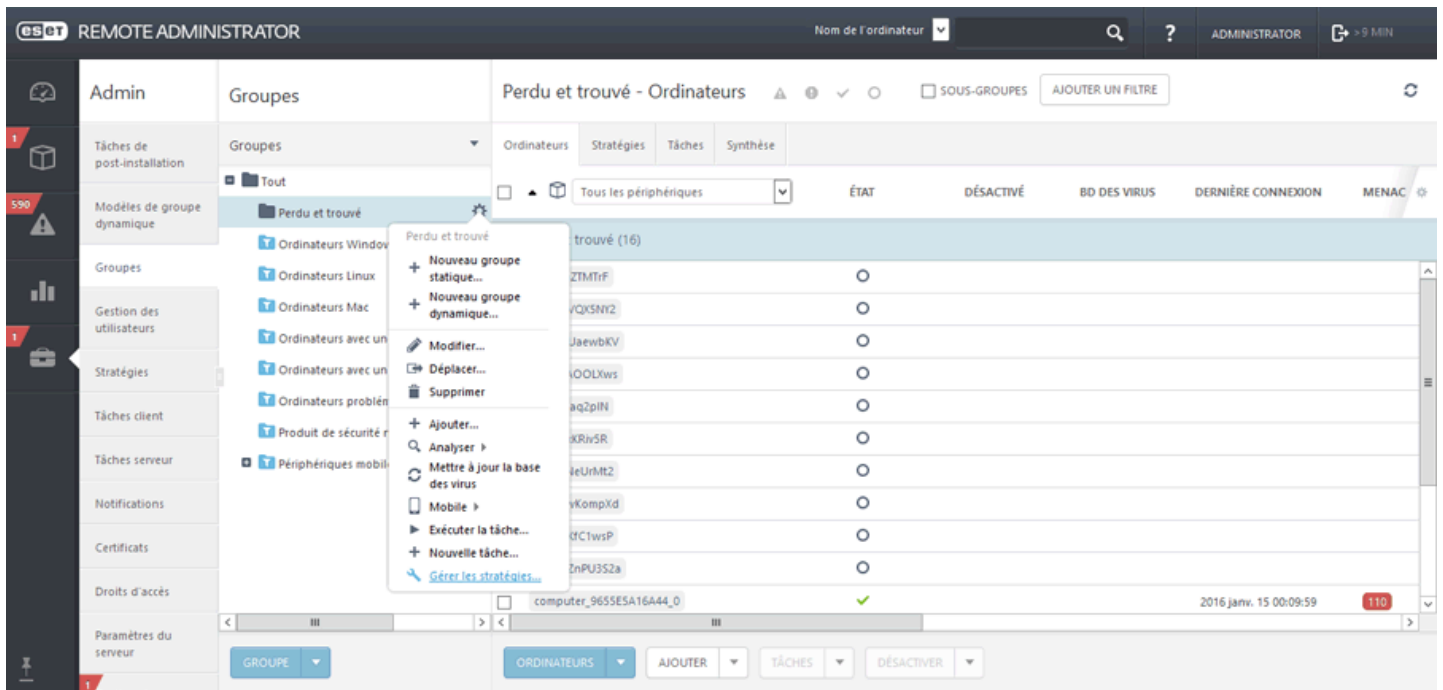 eset REMOTE ADMINISTRATOR
Nom de l'ordinateur
?
ADMINISTRATOR
>9 MIN
1
590
1
Admin
Tâches de
post-installation
Modèles de groupe
dynamique
Groupes
Gestion des
utilisateurs
Stratégies
Tâches client
Tâches serveur
Notifications
Certificats
Droits d'accès
Paramètres du
serveur
1
Groupes
Groupes
Tout
Perdu et trouvé
Ordinateurs Window
Ordinateurs Linux
Ordinateurs Mac
Ordinateurs avec un
Ordinateurs avec un
Ordinateurs problém
Produit de sécurité
Périphériques mobil
GROUPE
Perdu et trouvé
Nouveau groupe
statique...
Nouveau groupe
dynamique...
Modifier...
Déplacer...
Supprimer
Ajouter...
Analyser
Mettre à jour la base
des virus
Mobile
Exécuter la tâche...
Nouvelle tâche...
Gérer les stratégies...
Perdu et trouvé - Ordinateurs
SOUS-GROUPES
AJOUTER UN FILTRE
Ordinateurs Stratégies Tâches Synthèse
Tous les périphériques ÉTAT DÉSACTIVÉ BD DES VIRUS DERNIÈRE CONNEXION MENAC
trouvé (16)
ZTMTrF
VQX5NY2
JaewbKV
OOLXws
aq2pIN
KRiv5R
NeUrMt2
vKompXd
fC1wsP
ZnPU3S2a
computer_9655E5A16A44_0 2016 janv. 15 00:09:59 110
ORDINATEURS AJOUTER TÂCHES DÉSACTIVER